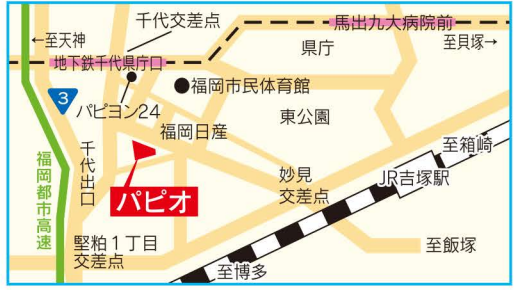 千代交差点
馬出九大病院前
←至天神
県庁
至貝塚→
地下鉄千代県庁口
福岡市民体育館
3
パピヨン24
東公園
福岡日産
千代出口
至箱崎
妙見
交差点
JR吉塚駅
福岡都市高速
パピオ
堅粕1丁目
交差点
至飯塚
至博多